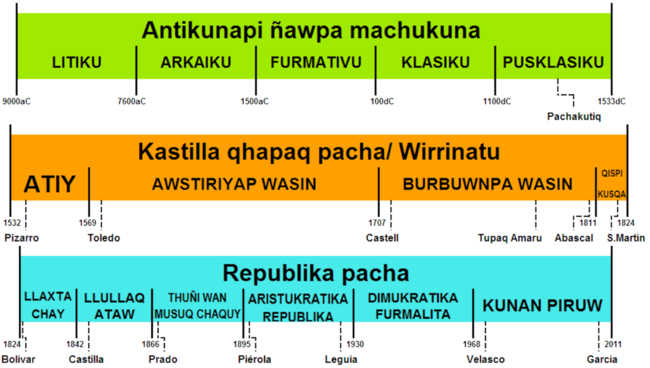 Antikunapi ñawpa machukuna
LITIKU ARKAIKU FURMATIVU KLASIKU PUSKLASIKU
9000aC 7600aC 1500aC 100dC 1100dC 1533dC
Pachakutiq
Kastilla qhapaq pacha/ Wirrinatu
ATIY AWSTIRIYAP WASIN BURBUWNPA WASIN QISPI
KUSQA
1532 1569 1707 1811 1824
Pizarro Toledo Castell Tupaq Amaru Abascal S.Martin
Republika pacha
LLAXTA CHAY LLULLAQ ATAW THUÑI WAN MUSUQ CHAQUY ARISTUKRATIKA REPUBLIKA DIMUKRATIKA FURMALITA KUNAN PIRUW
1824 1842 1866 1895 1930 1968 2011
Bolivar Castilla Prado Piérola Leguia Velasco Garcia